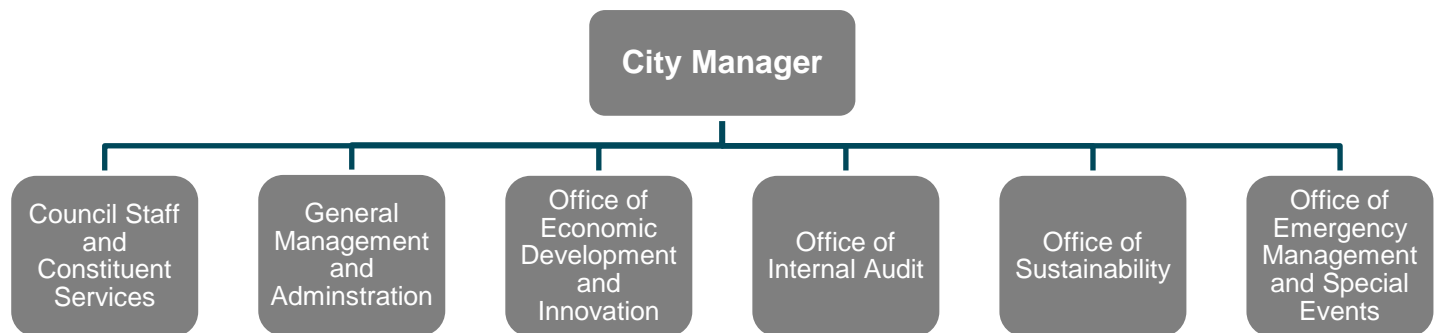 City Manager
Council Staff
and
Constituent
Services
General
Management
and
Adminstration
Office of
Economic
Development
and
Innovation
Office of
Internal Audit
Office of
Sustainability
Office of
Emergency
Management
and Special
Events